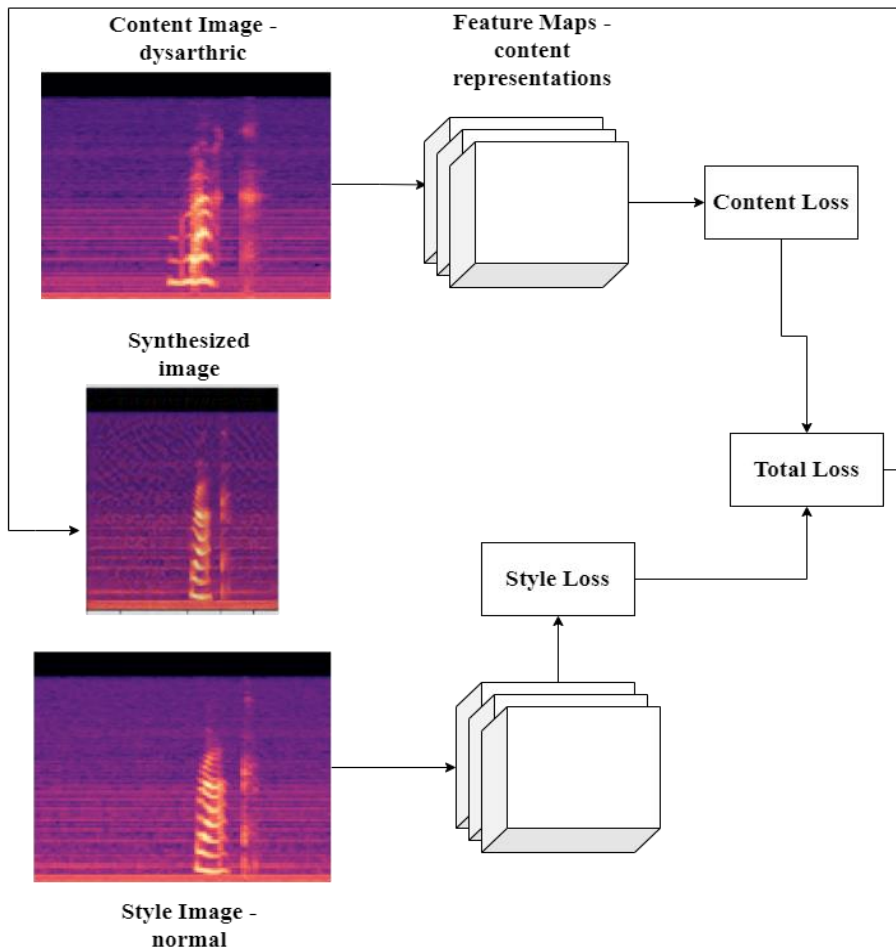 Content Image -
dysarthric
Feature Maps -
content
representations
Content Loss
Synthesized
image
Total Loss
Style Loss
Style Image -
normal